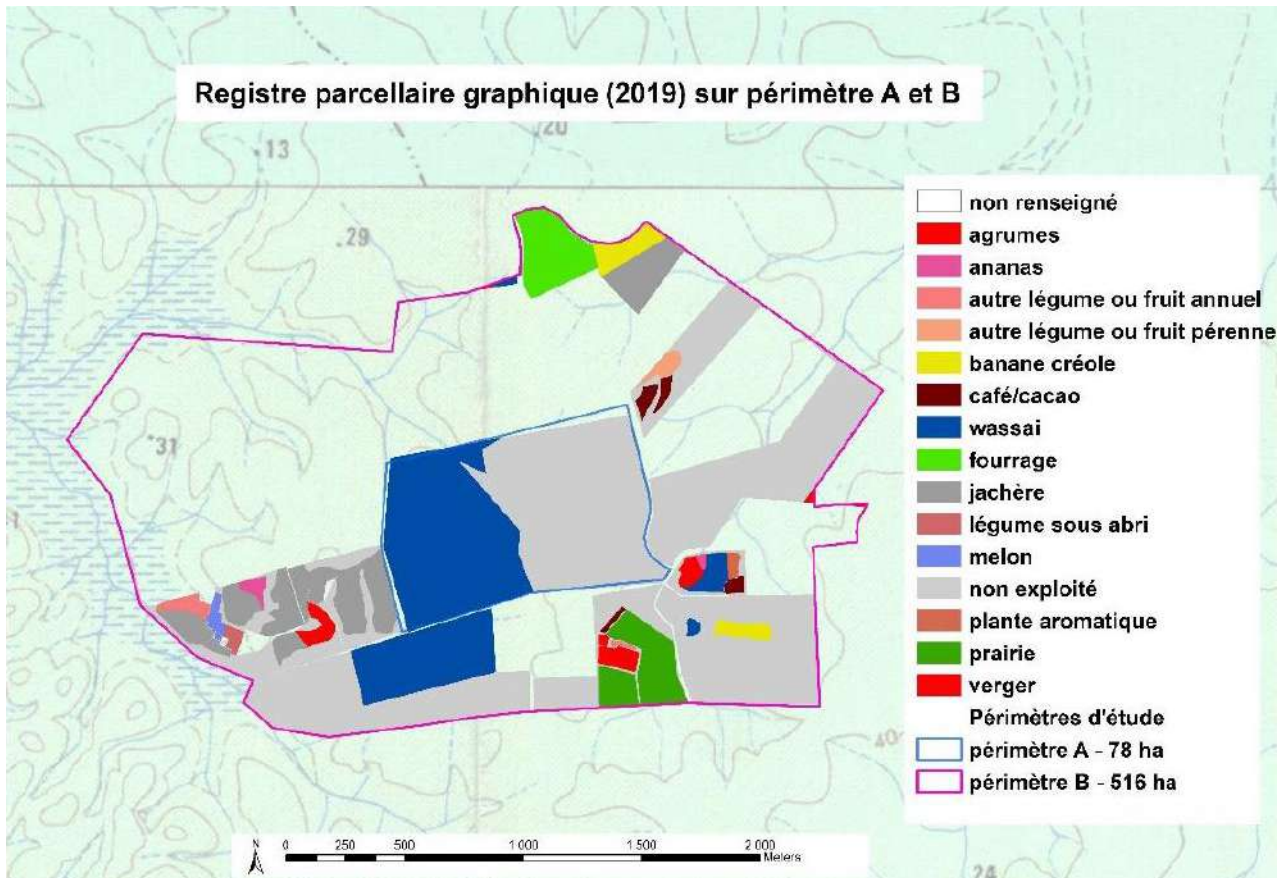 Registre parcellaire graphique (2019) sur périmètre A et B
20
13
29
31
40
24
non renseigné
agrumes
ananas
autre légume ou fruit annuel
autre légume ou fruit pérenne
banane créole
café/cacao
wassai
fourrage
jachère
légume sous abri
melon
non exploité
plante aromatique
prairie
verger
Périmètres d'étude
périmètre A - 78 ha
périmètre B - 516 ha
N
0 250 500 1 000 1 500 2 000
Meters